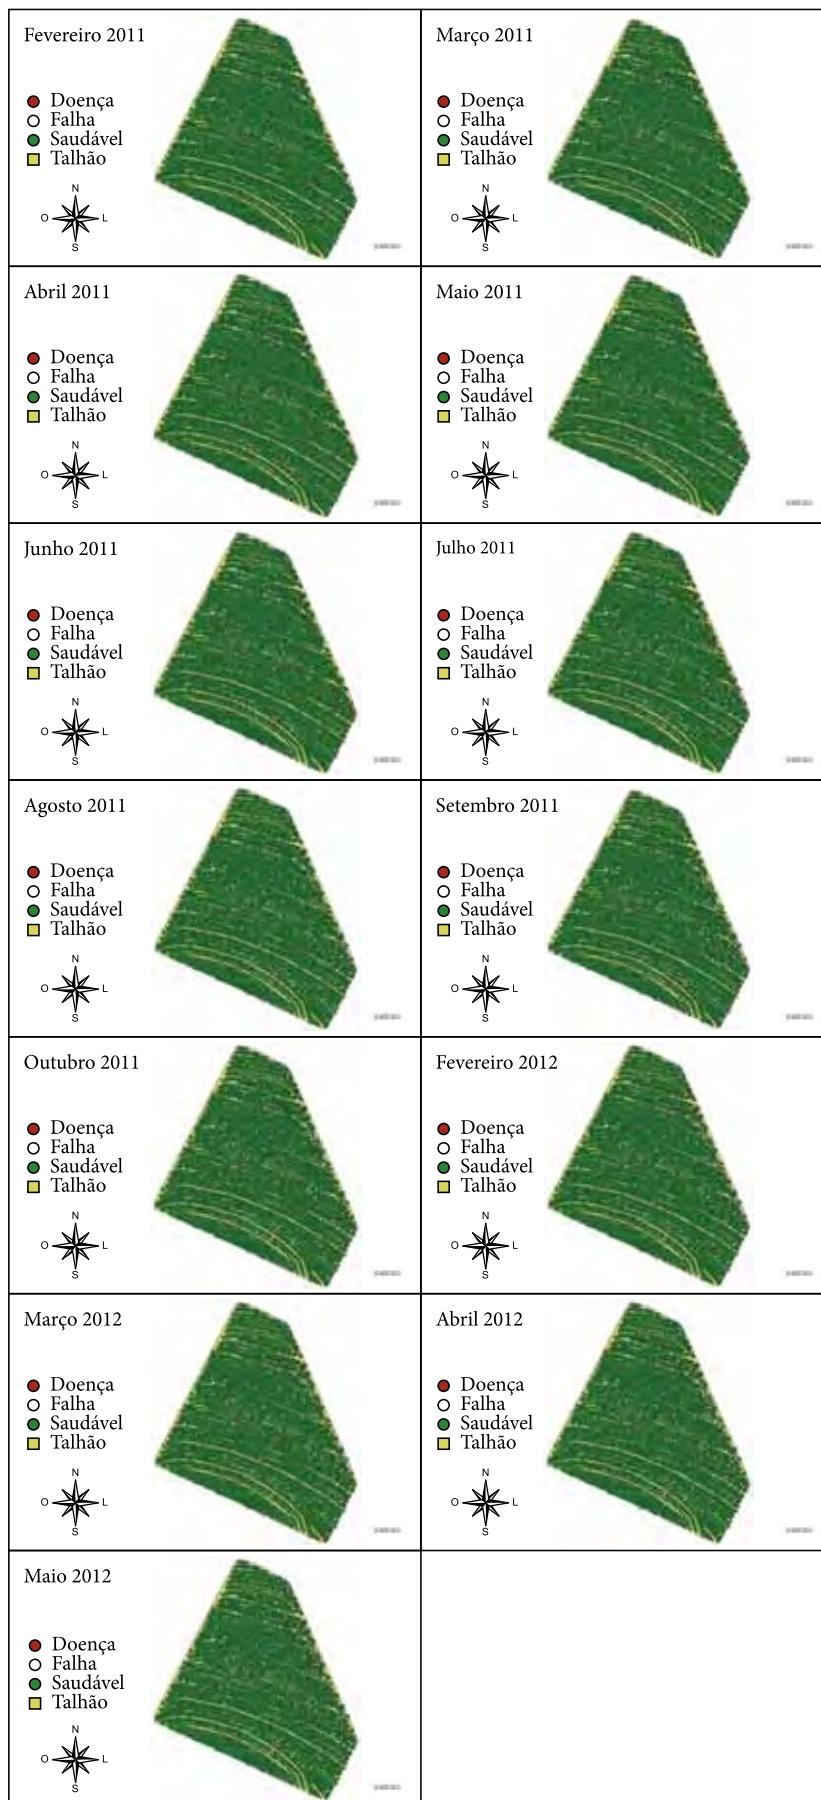 Fevereiro 2011
Doença
Falha
Saudável
Talhão
N
O
L
S
Março 2011
Doença
Falha
Saudável
Talhão
N
O
L
S
Abril 2011
Doença
Falha
Saudável
Talhão
N
O
L
S
Maio 2011
Doença
Falha
Saudável
Talhão
N
O
L
S
Junho 2011
Doença
Falha
Saudável
Talhão
N
O
L
S
Julho 2011
Doença
Falha
Saudável
Talhão
N
O
L
S
Agosto 2011
Doença
Falha
Saudável
Talhão
N
O
L
S
Setembro 2011
Doença
Falha
Saudável
Talhão
N
O
L
S
Outubro 2011
Doença
Falha
Saudável
Talhão
N
O
L
S
Fevereiro 2012
Doença
Falha
Saudável
Talhão
N
O
L
S
Março 2012
Doença
Falha
Saudável
Talhão
N
O
L
S
Abril 2012
Doença
Falha
Saudável
Talhão
N
O
L
S
Maio 2012
Doença
Falha
Saudável
Talhão
N
O
L
S